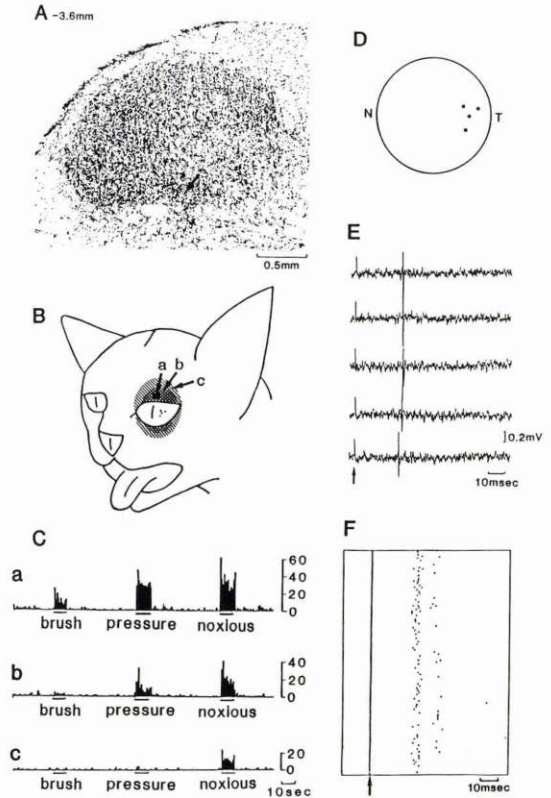 A -3.6mm
0.5mm
B
a b
c
C
a
60
40
20
0
brush pressure noxious
b
40
20
0
brush pressure noxious
c
20
0
brush pressure noxious
10sec
D
N T
E
0.2mV
10msec
F
10msec